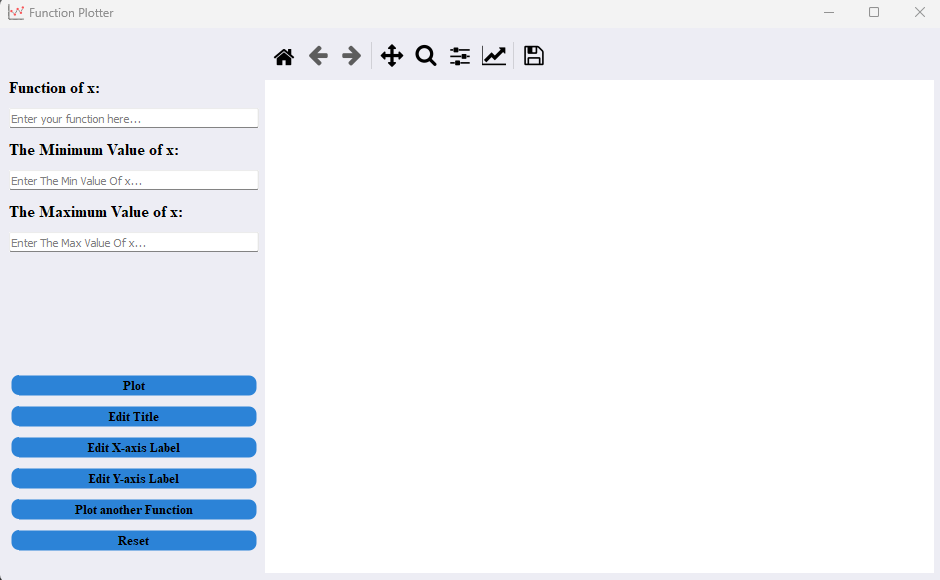 Function Plotter
Function of x:
Enter your function here...
The Minimum Value of x:
Enter The Min Value Of x...
The Maximum Value of x:
Enter The Max Value Of x...
Plot
Edit Title
Edit X-axis Label
Edit Y-axis Label
Plot another Function
Reset